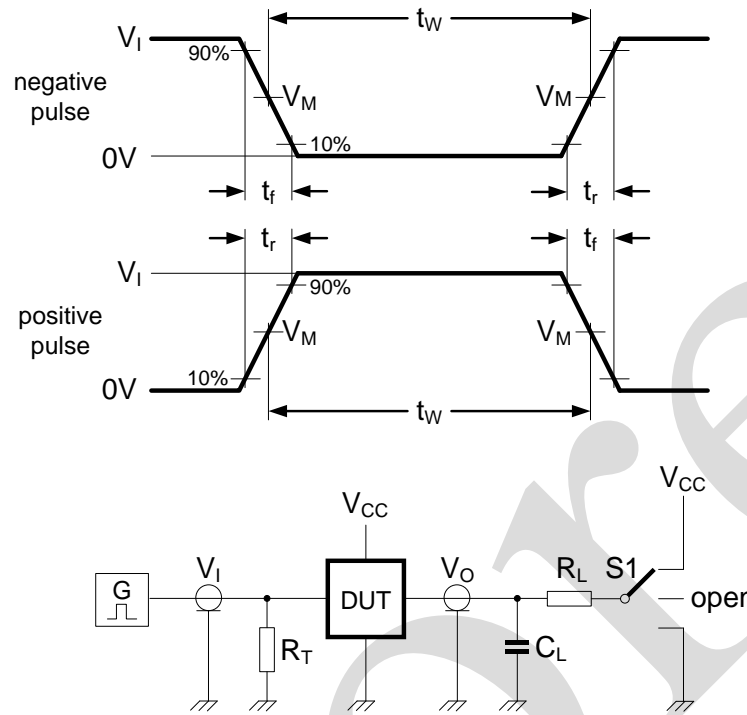 t_W
V_I
90%
negative
pulse
V_M
V_M
10%
0V
t_f
t_r
t_r
t_f
V_I
90%
positive
pulse
V_M
V_M
10%
0V
t_W
V_CC
V_CC
V_I
V_O
R_L
S1
G
DUT
open
R_T
C_L